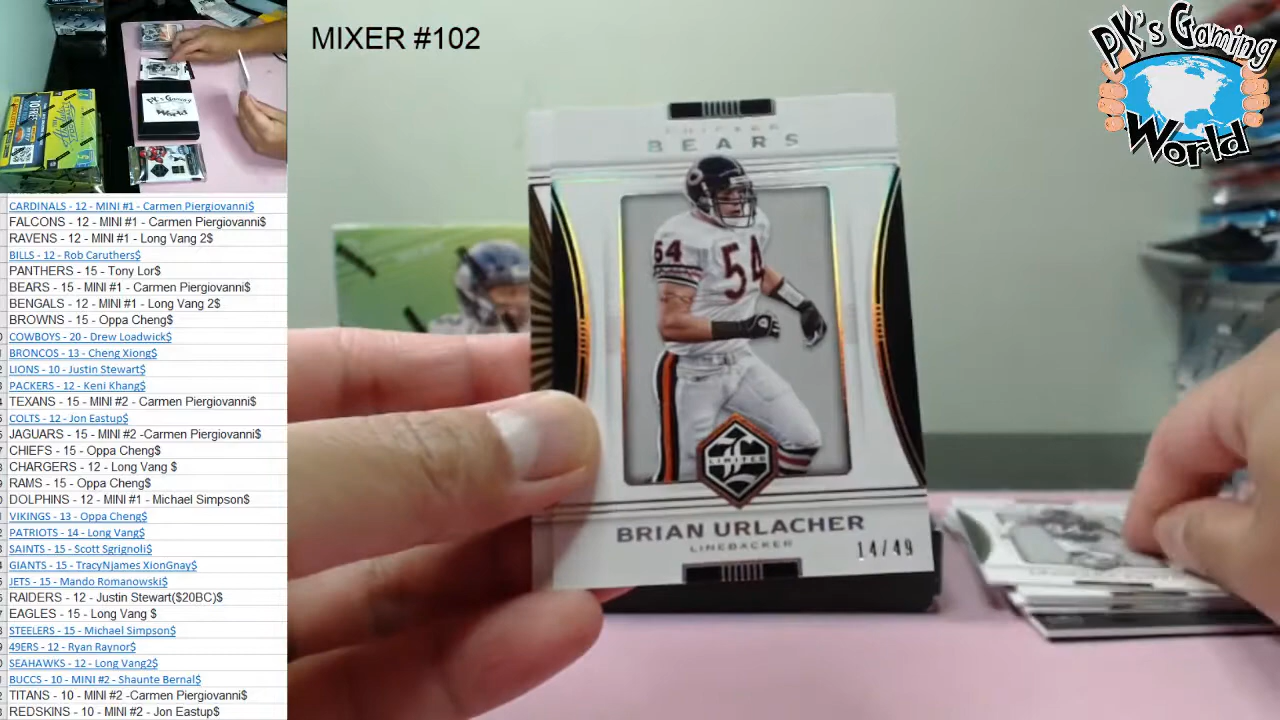 MIXER #102
PK's Gaming
World
CARDINALS - 12 - MINI #1 - Carmen Piergiovanni$
FALCONS - 12 - MINI #1 - Carmen Piergiovanni$
RAVENS - 12 - MINI #1 - Long Vang 2$
BILLS - 12 - Rob Caruthers$
PANTHERS - 15 - Tony Lor$
BEARS - 15 - MINI #1 - Carmen Piergiovanni$
BENGALS - 12 - MINI #1 - Long Vang 2$
BROWNS - 15 - Oppa Cheng$
COWBOYS - 20 - Drew Loadwick$
BRONCOS - 13 - Cheng Xiong$
LIONS - 10 - Justin Stewart$
PACKERS - 12 - Keni Khang$
TEXANS - 15 - MINI #2 - Carmen Piergiovanni$
COLTS - 12 - Jon Eastup$
JAGUARS - 15 - MINI #2 -Carmen Piergiovanni$
CHIEFS - 15 - Oppa Cheng$
CHARGERS - 12 - Long Vang $
RAMS - 15 - Oppa Cheng$
DOLPHINS - 12 - MINI #1 - Michael Simpson$
VIKINGS - 13 - Oppa Cheng$
PATRIOTS - 14 - Long Vang$
SAINTS - 15 - Scott Sgrignoli$
GIANTS - 15 - TracyNjames XionGnay$
JETS - 15 - Mando Romanowski$
RAIDERS - 12 - Justin Stewart($20BC)$
EAGLES - 15 - Long Vang $
STEELERS - 15 - Michael Simpson$
49ERS - 12 - Ryan Raynor$
SEAHAWKS - 12 - Long Vang2$
BUCCS - 10 - MINI #2 - Shaunte Bernal$
TITANS - 10 - MINI #2 -Carmen Piergiovanni$
REDSKINS - 10 - MINI #2 - Jon Eastup$
PK's Gaming
World
CHICAGO
BEARS
54
54
LIMITED
BRIAN URLACHER
LINEBACKER
14/49